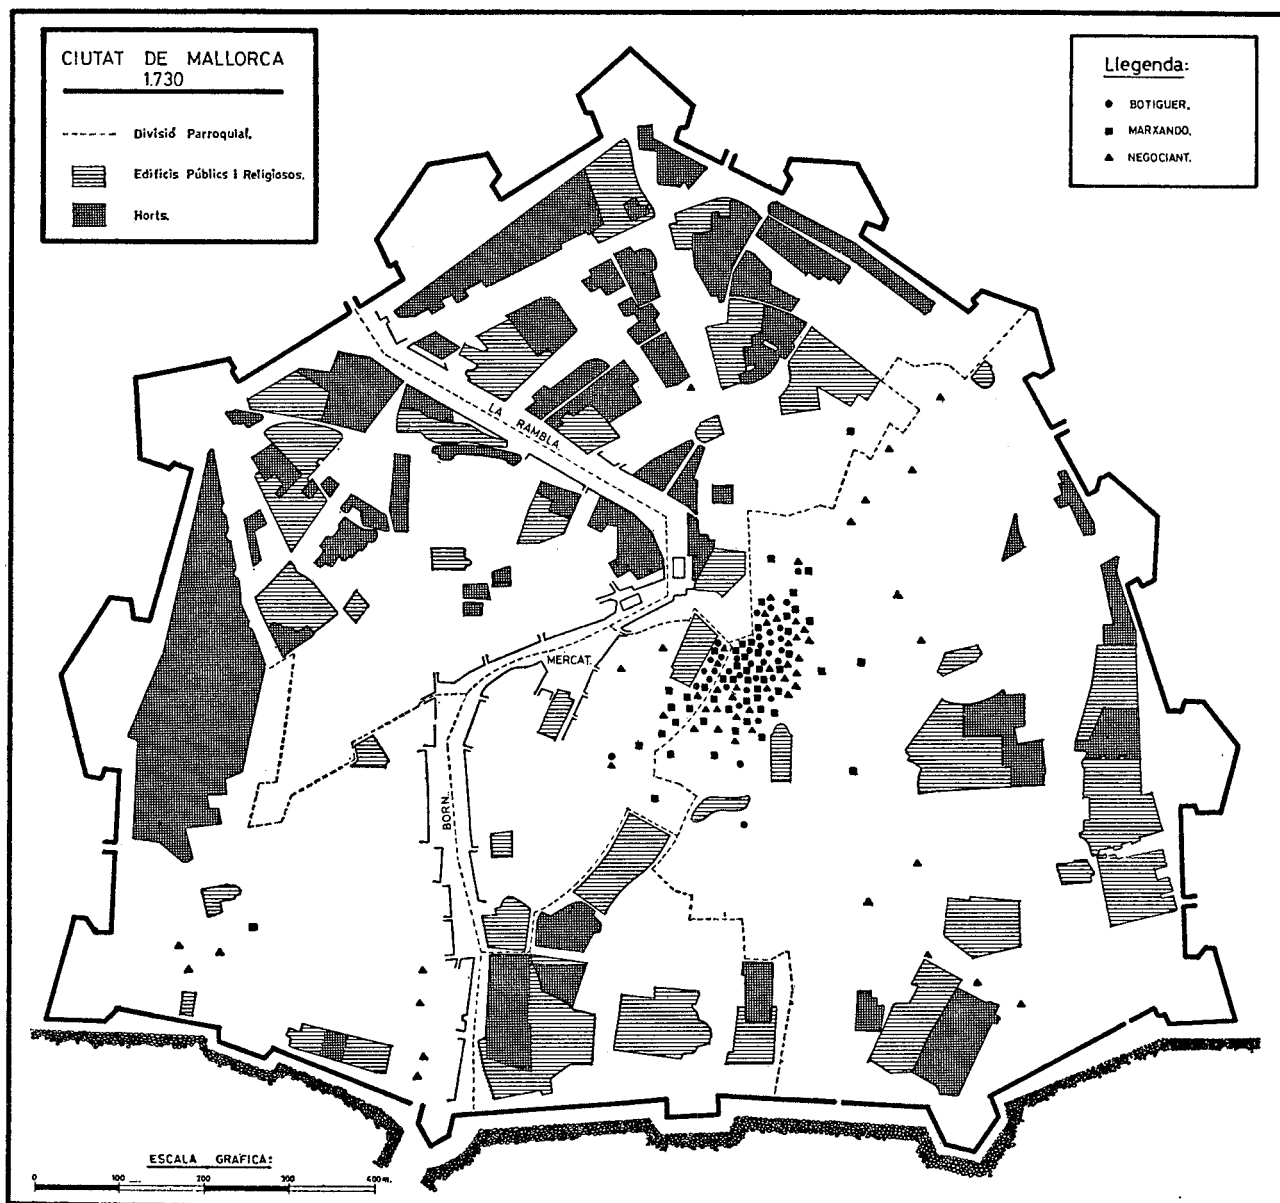 CIUTAT DE MALLORCA
1.730
Divisió Parroquial.
Edificis Públics i Religiosos.
Horts.
Llegenda:
BOTIGUER.
MARXANDO.
NEGOCIANT.
LA RAMBLA.
MERCAT.
BORN.
ESCALA GRAFICA:
0 100 200 300 400 m.